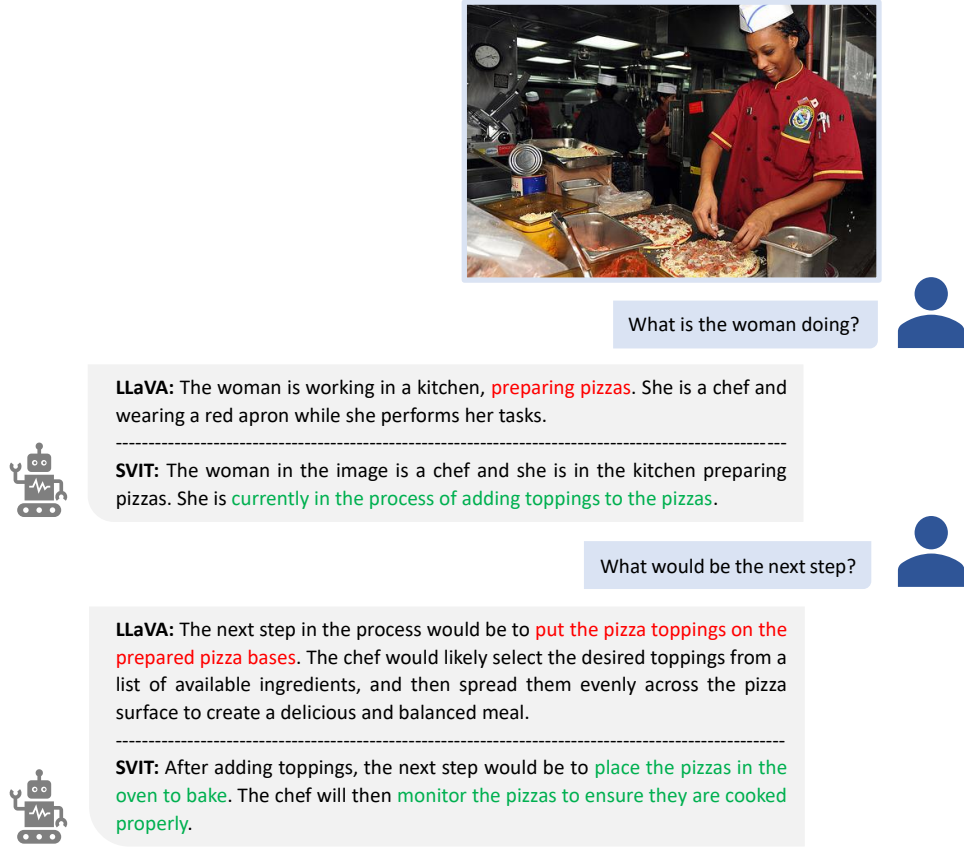 What is the woman doing?
LLaVA: The woman is working in a kitchen, preparing pizzas. She is a chef and
wearing a red apron while she performs her tasks.
SVIT: The woman in the image is a chef and she is in the kitchen preparing
pizzas. She is currently in the process of adding toppings to the pizzas.
What would be the next step?
LLaVA: The next step in the process would be to put the pizza toppings on the
prepared pizza bases. The chef would likely select the desired toppings from a
list of available ingredients, and then spread them evenly across the pizza
surface to create a delicious and balanced meal.
SVIT: After adding toppings, the next step would be to place the pizzas in the
oven to bake. The chef will then monitor the pizzas to ensure they are cooked
properly.